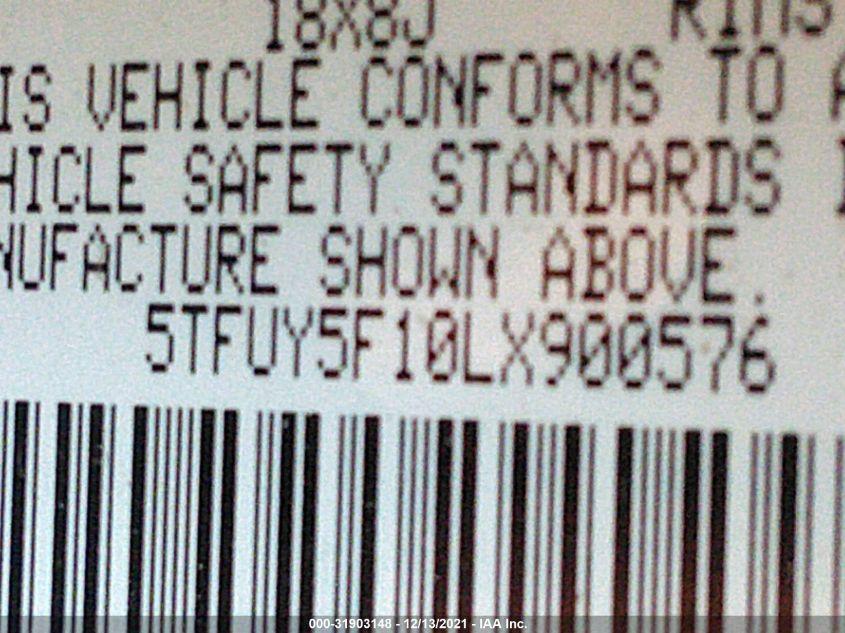 18X8J RIMS
IS VEHICLE CONFORMS TO A
HICLE SAFETY STANDARDS I
NUFACTURE SHOWN ABOVE.
5TFUY5F10LX900576
000-31903148 - 12/13/2021 - IAA Inc.